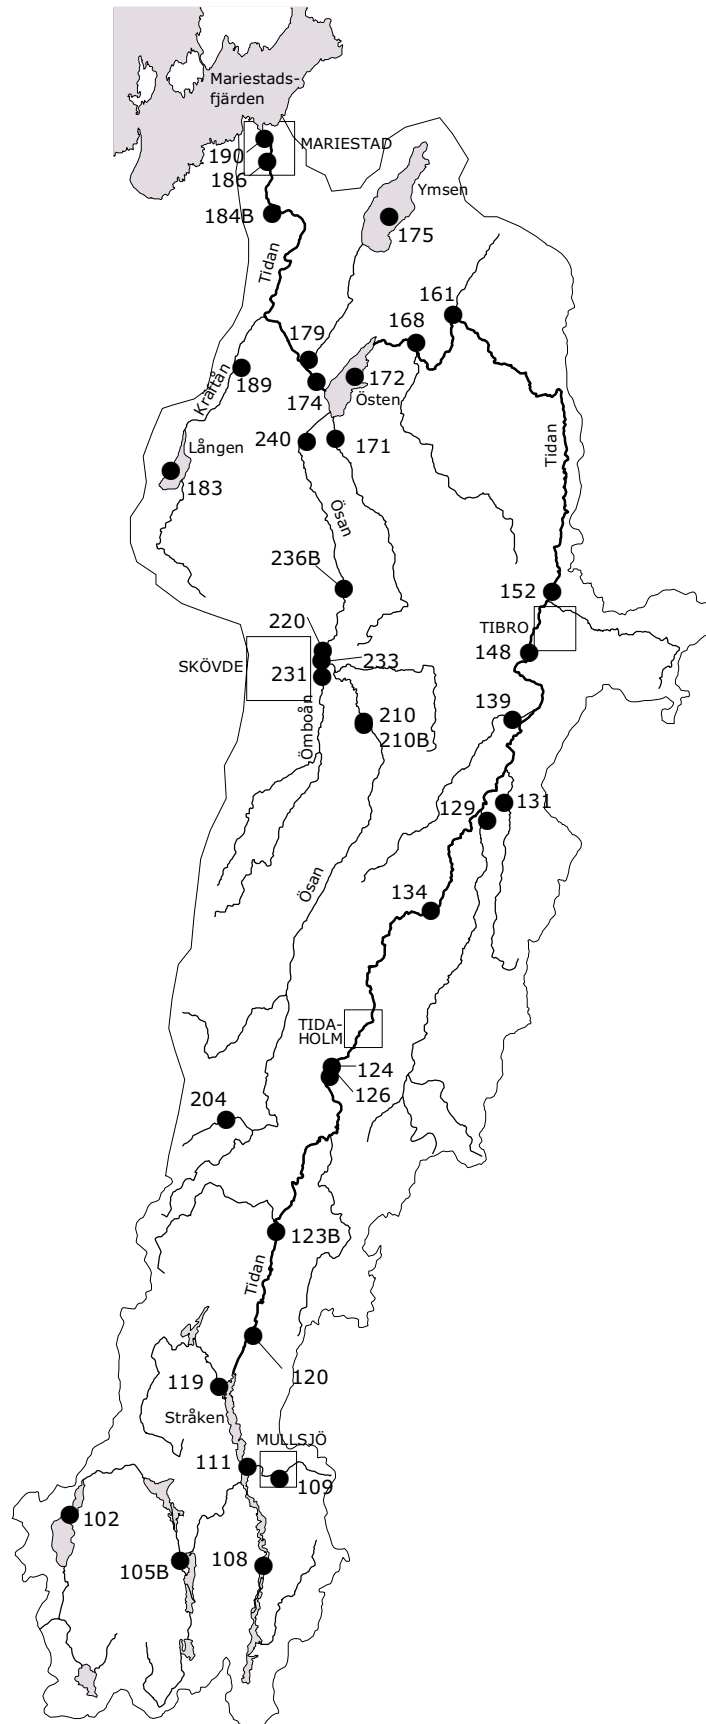 Mariestads-
fjärden
190
MARIESTAD
186
Ymsen
184B
175
Tidan
161
168
179
172
189
174
Östen
Kräftån
240
171
Tidan
Lången
183
Ösan
236B
152
220
TIBRO
SKÖVDE
233
148
231
139
210
Ömboån
210B
131
129
Ösan
134
TIDA-
HOLM
124
126
204
123B
Tidan
120
119
Stråken
MULLSJÖ
111
109
102
105B
108